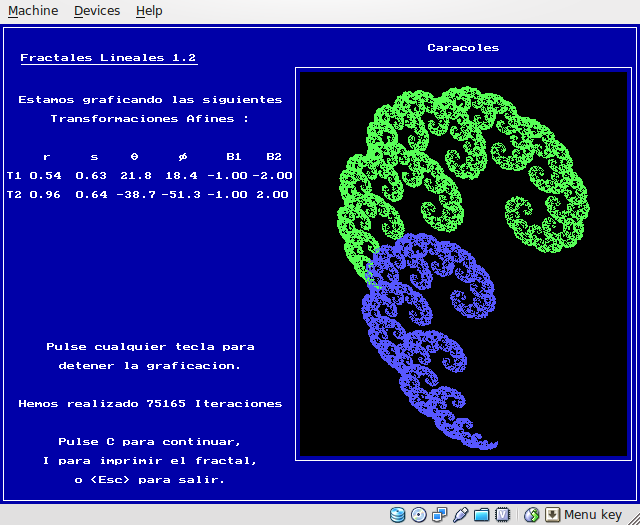 Machine Devices Help
Fractales Lineales 1.2
Caracoles
Estamos graficando las siguientes
Transformaciones Afines :
r s θ ø B1 B2
T1 0.54 0.63 21.8 18.4 -1.00 -2.00
T2 0.96 0.64 -38.7 -51.3 -1.00 2.00
Pulse cualquier tecla para
detener la graficacion.
Hemos realizado 75165 Iteraciones
Pulse C para continuar,
I para imprimir el fractal,
o <Esc> para salir.
Menu key